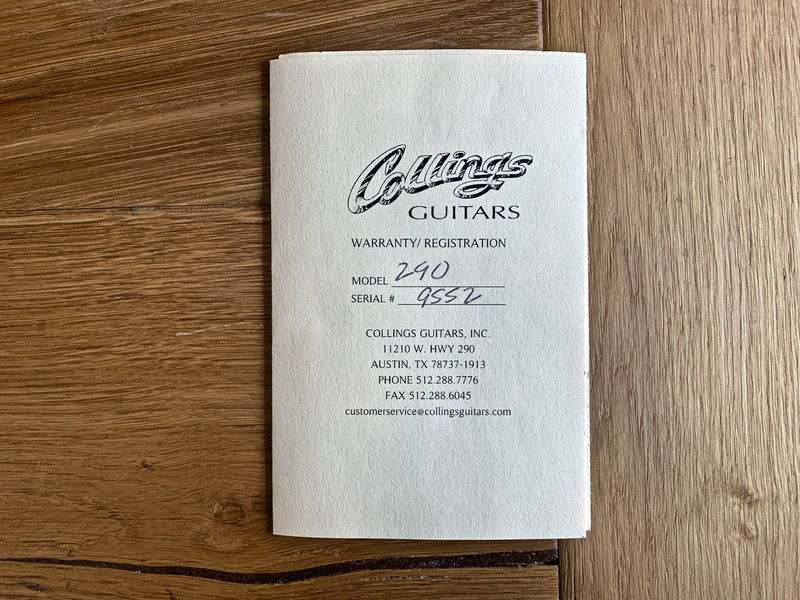 Collings
GUITARS
WARRANTY/ REGISTRATION
MODEL 290
SERIAL # 9552
COLLINGS GUITARS, INC.
11210 W. HWY 290
AUSTIN, TX 78737-1913
PHONE 512.288.7776
FAX 512.288.6045
customerservice@collingsguitars.com